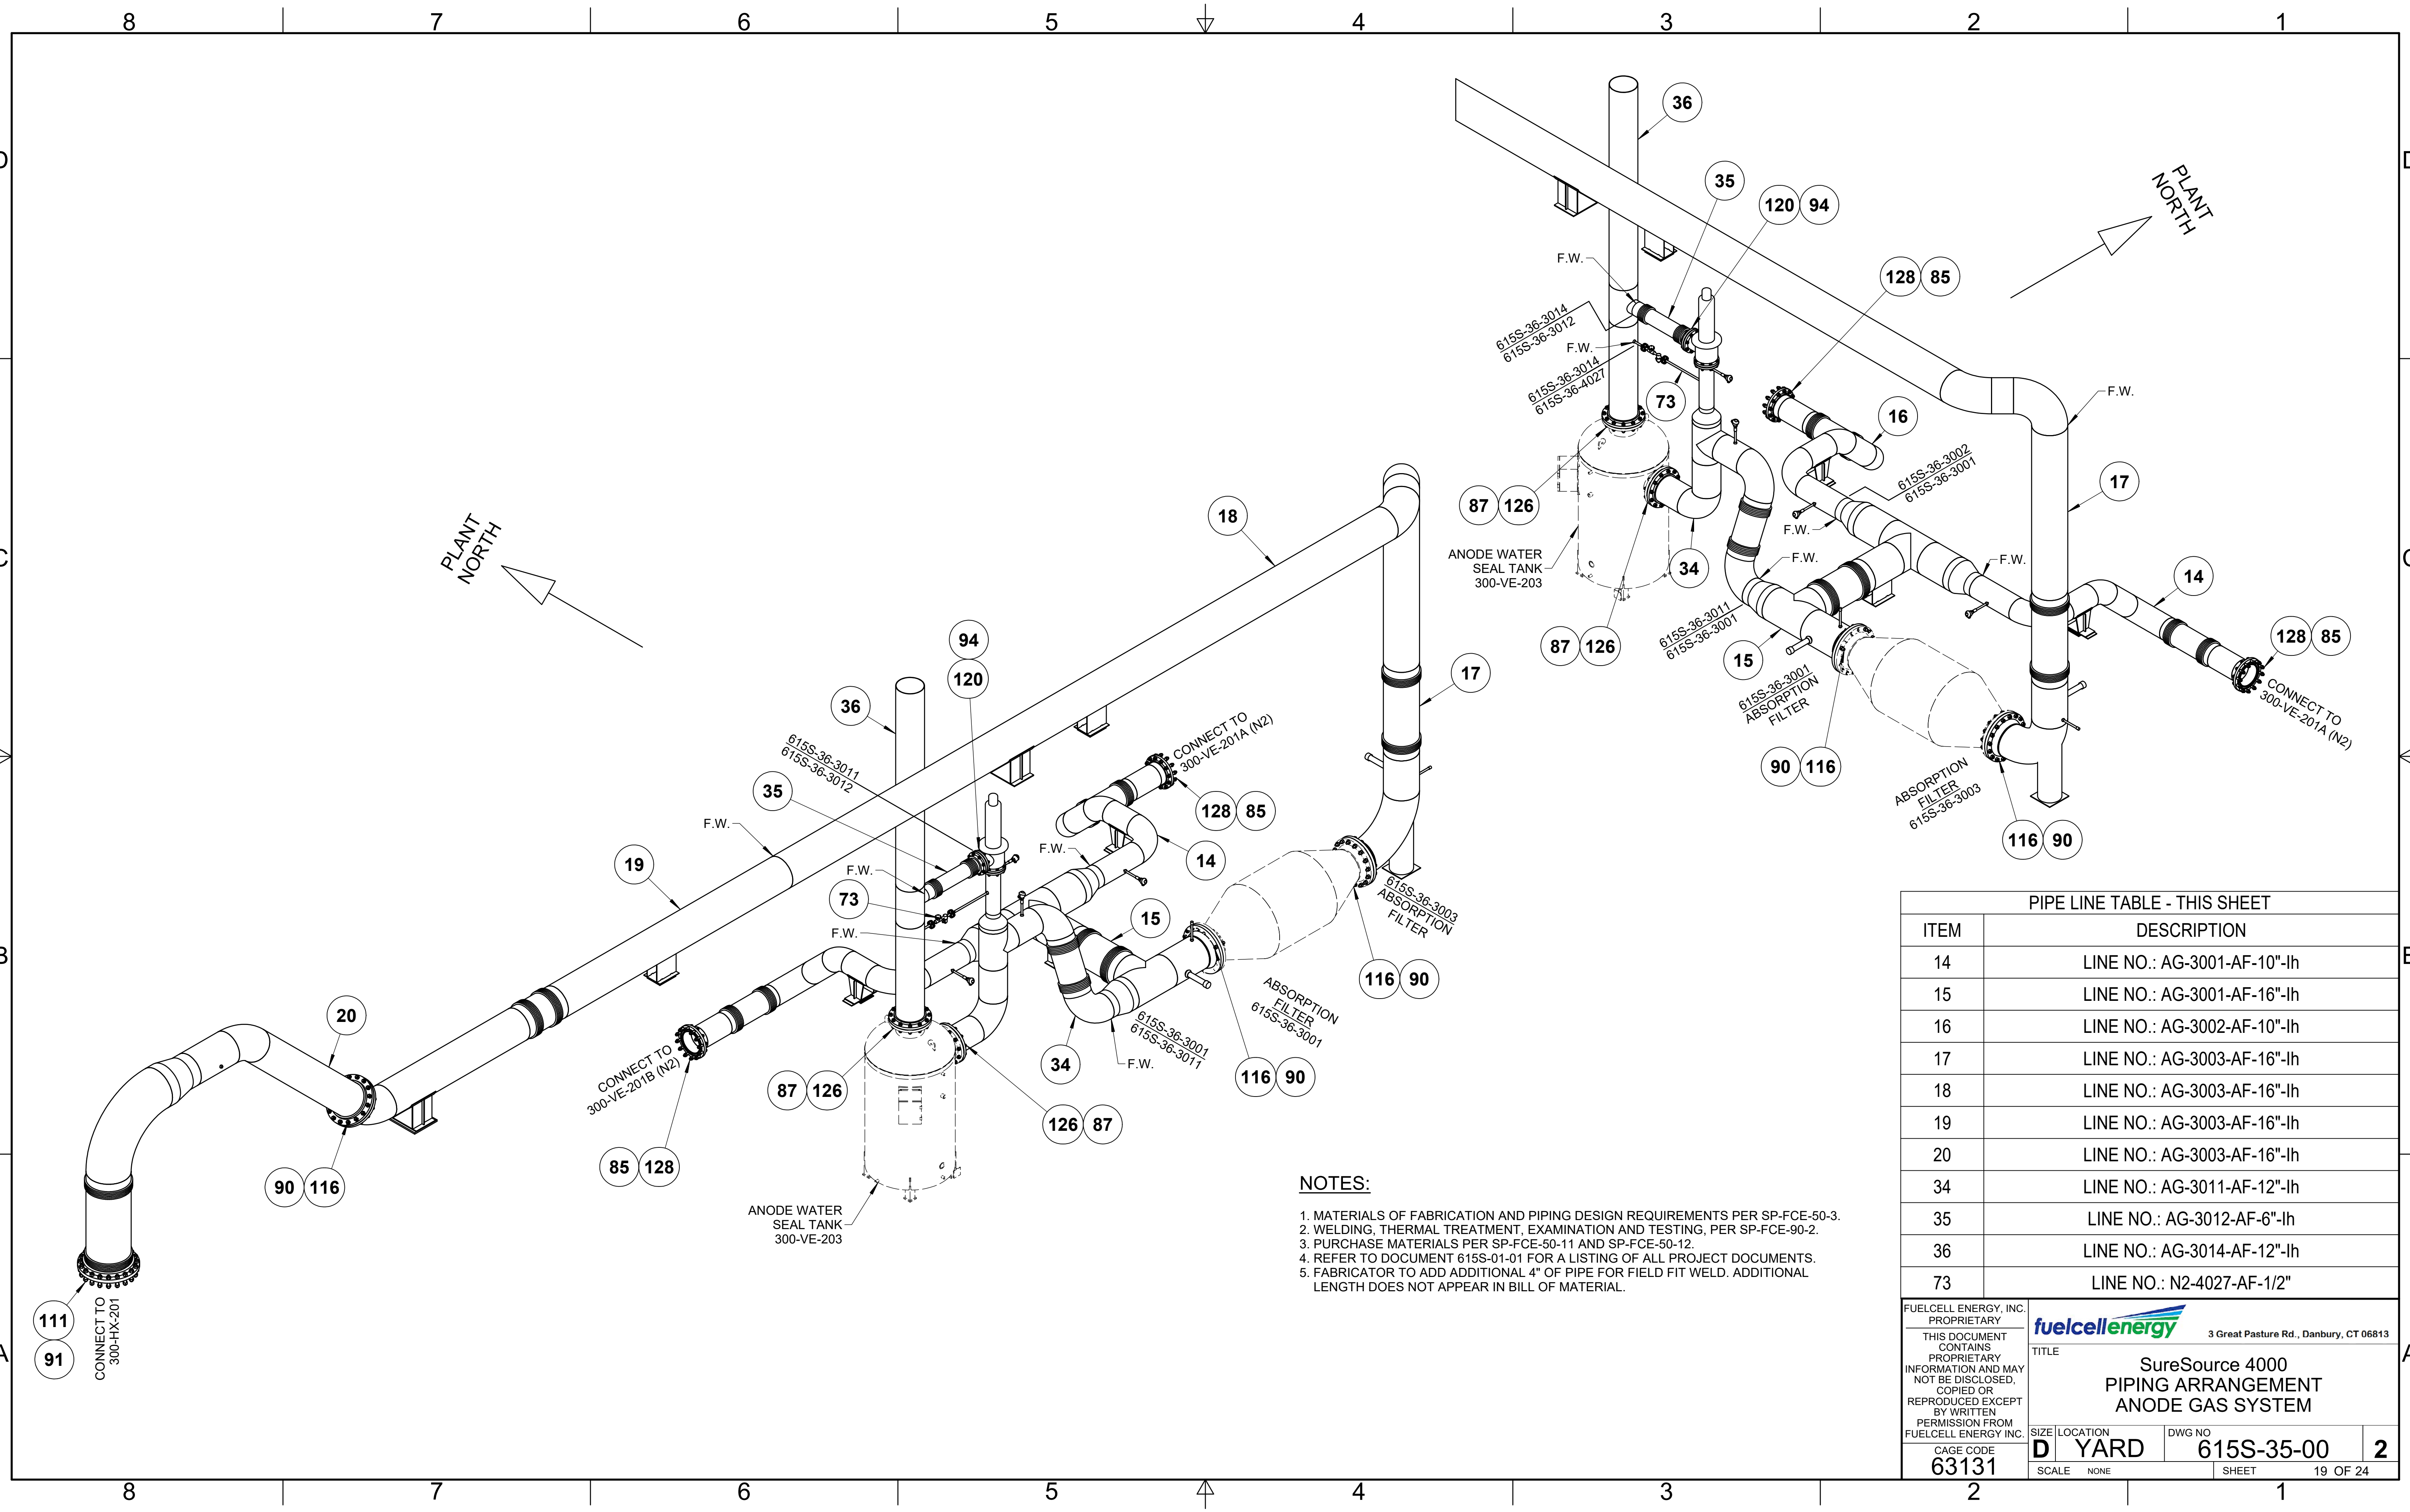 8 7 6 5 4 3 2 1
D
D
C
C
B
B
A
A
36
35
120 94
PLANT
NORTH
128 85
F.W.
615S-36-3014
615S-36-3012
F.W.
615S-36-3014
615S-36-4027
73
F.W.
16
615S-36-3002
615S-36-3001
17
87 126
F.W.
ANODE WATER
SEAL TANK
300-VE-203
34
F.W.
F.W.
14
87 126
615S-36-3011
615S-36-3001
15
128 85
CONNECT TO
300-VE-201A (N2)
615S-36-3001
ABSORPTION
FILTER
90 116
ABSORPTION
FILTER
615S-36-3003
116 90
PLANT
NORTH
18
94
120
17
36
615S-36-3011
615S-36-3012
CONNECT TO
300-VE-201A (N2)
35
128 85
F.W.
19
F.W.
F.W.
14
73
615S-36-3003
ABSORPTION
FILTER
15
F.W.
116 90
20
ABSORPTION
FILTER
615S-36-3001
615S-36-3001
615S-36-3011
CONNECT TO
300-VE-201B (N2)
34
F.W.
87 126
116 90
126 87
85 128
90 116
ANODE WATER
SEAL TANK
300-VE-203
111
91
CONNECT TO
300-HX-201
NOTES:
1. MATERIALS OF FABRICATION AND PIPING DESIGN REQUIREMENTS PER SP-FCE-50-3.
2. WELDING, THERMAL TREATMENT, EXAMINATION AND TESTING, PER SP-FCE-90-2.
3. PURCHASE MATERIALS PER SP-FCE-50-11 AND SP-FCE-50-12.
4. REFER TO DOCUMENT 615S-01-01 FOR A LISTING OF ALL PROJECT DOCUMENTS.
5. FABRICATOR TO ADD ADDITIONAL 4" OF PIPE FOR FIELD FIT WELD. ADDITIONAL
LENGTH DOES NOT APPEAR IN BILL OF MATERIAL.
PIPE LINE TABLE - THIS SHEET
ITEM DESCRIPTION
14 LINE NO.: AG-3001-AF-10"-Ih
15 LINE NO.: AG-3001-AF-16"-Ih
16 LINE NO.: AG-3002-AF-10"-Ih
17 LINE NO.: AG-3003-AF-16"-Ih
18 LINE NO.: AG-3003-AF-16"-Ih
19 LINE NO.: AG-3003-AF-16"-Ih
20 LINE NO.: AG-3003-AF-16"-Ih
34 LINE NO.: AG-3011-AF-12"-Ih
35 LINE NO.: AG-3012-AF-6"-Ih
36 LINE NO.: AG-3014-AF-12"-Ih
73 LINE NO.: N2-4027-AF-1/2"
FUELCELL ENERGY, INC.
PROPRIETARY
THIS DOCUMENT
CONTAINS
PROPRIETARY
INFORMATION AND MAY
NOT BE DISCLOSED,
COPIED OR
REPRODUCED EXCEPT
BY WRITTEN
PERMISSION FROM
FUELCELL ENERGY INC.
CAGE CODE
63131
fuelcellenergy
3 Great Pasture Rd., Danbury, CT 06813
TITLE
SureSource 4000
PIPING ARRANGEMENT
ANODE GAS SYSTEM
SIZE LOCATION DWG NO
D YARD 615S-35-00 2
SCALE NONE SHEET 19 OF 24
8 7 6 5 4 3 2 1